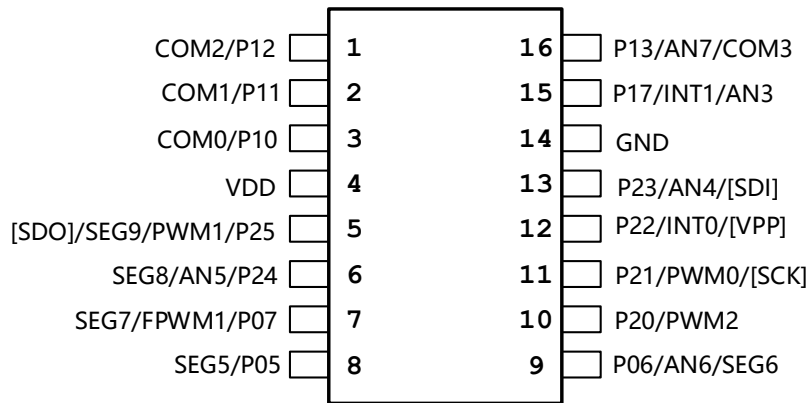 COM2/P12 1 16 P13/AN7/COM3
COM1/P11 2 15 P17/INT1/AN3
COM0/P10 3 14 GND
VDD 4 13 P23/AN4/[SDI]
[SDO]/SEG9/PWM1/P25 5 12 P22/INT0/[VPP]
SEG8/AN5/P24 6 11 P21/PWM0/[SCK]
SEG7/FPWM1/P07 7 10 P20/PWM2
SEG5/P05 8 9 P06/AN6/SEG6